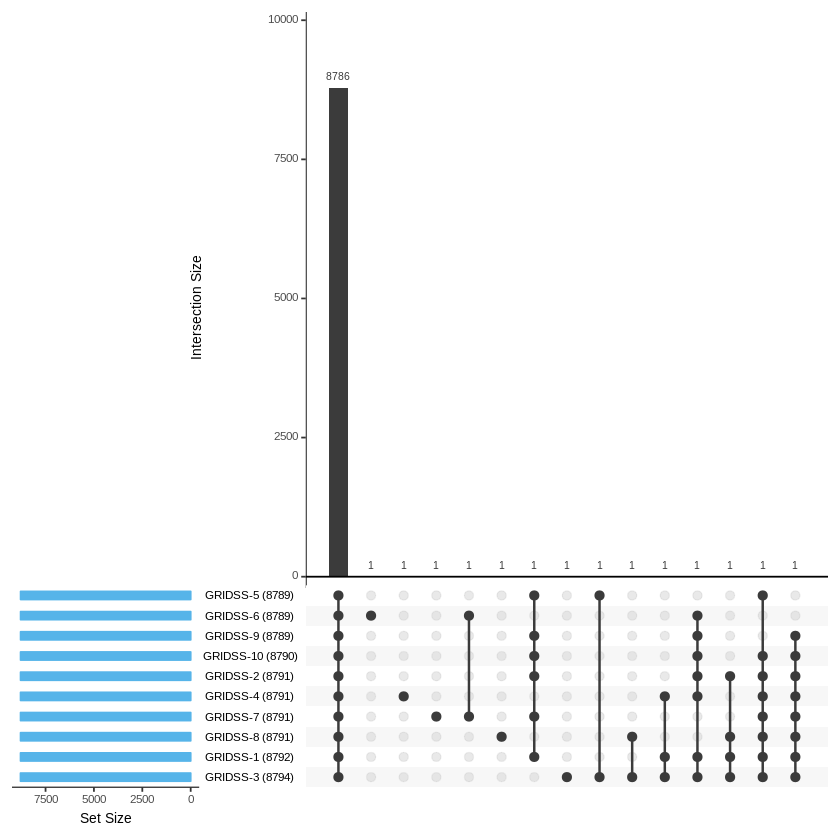 10000
8786
7500
Intersection Size
5000
2500
1 1 1 1 1 1 1 1 1 1 1 1 1 1
0
GRIDSS-5 (8789)
GRIDSS-6 (8789)
GRIDSS-9 (8789)
GRIDSS-10 (8790)
GRIDSS-2 (8791)
GRIDSS-4 (8791)
GRIDSS-7 (8791)
GRIDSS-8 (8791)
GRIDSS-1 (8792)
GRIDSS-3 (8794)
7500 5000 2500 0
Set Size